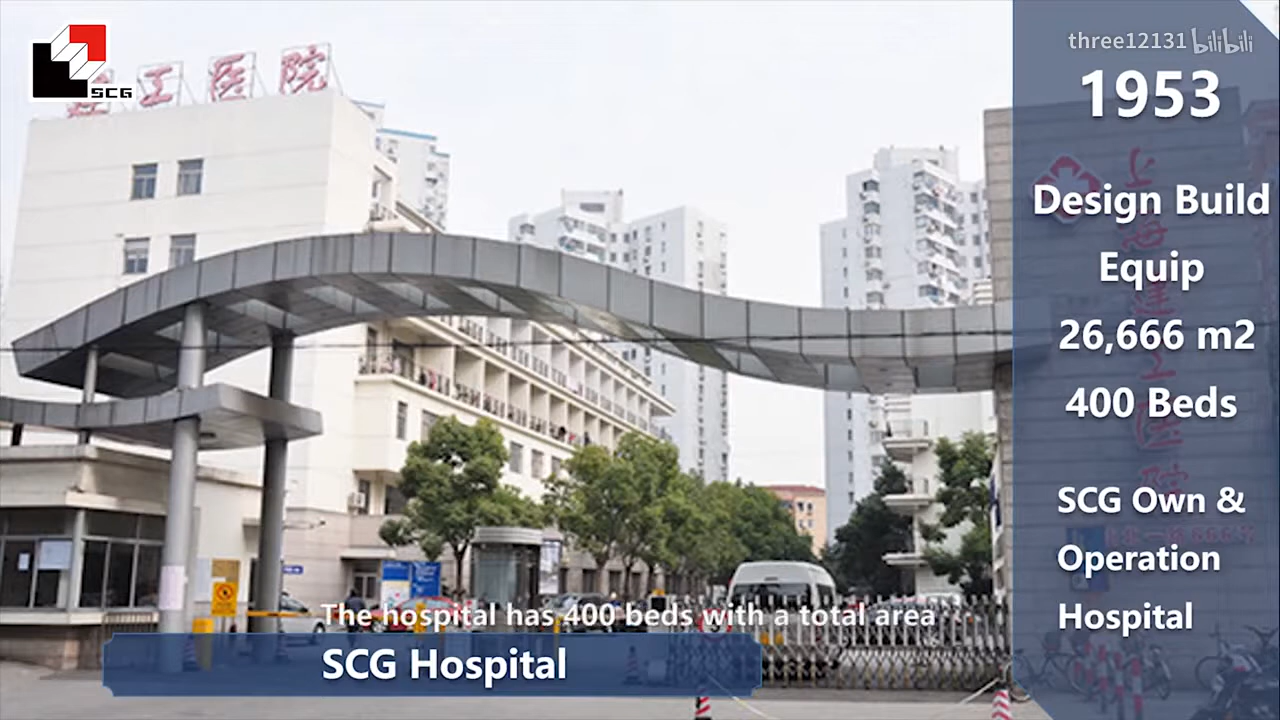 SCG
工医院
three12131 bilibili
1953
Design Build
Equip
26,666 m2
400 Beds
SCG Own &
Operation
Hospital
The hospital has 400 beds with a total area
SCG Hospital